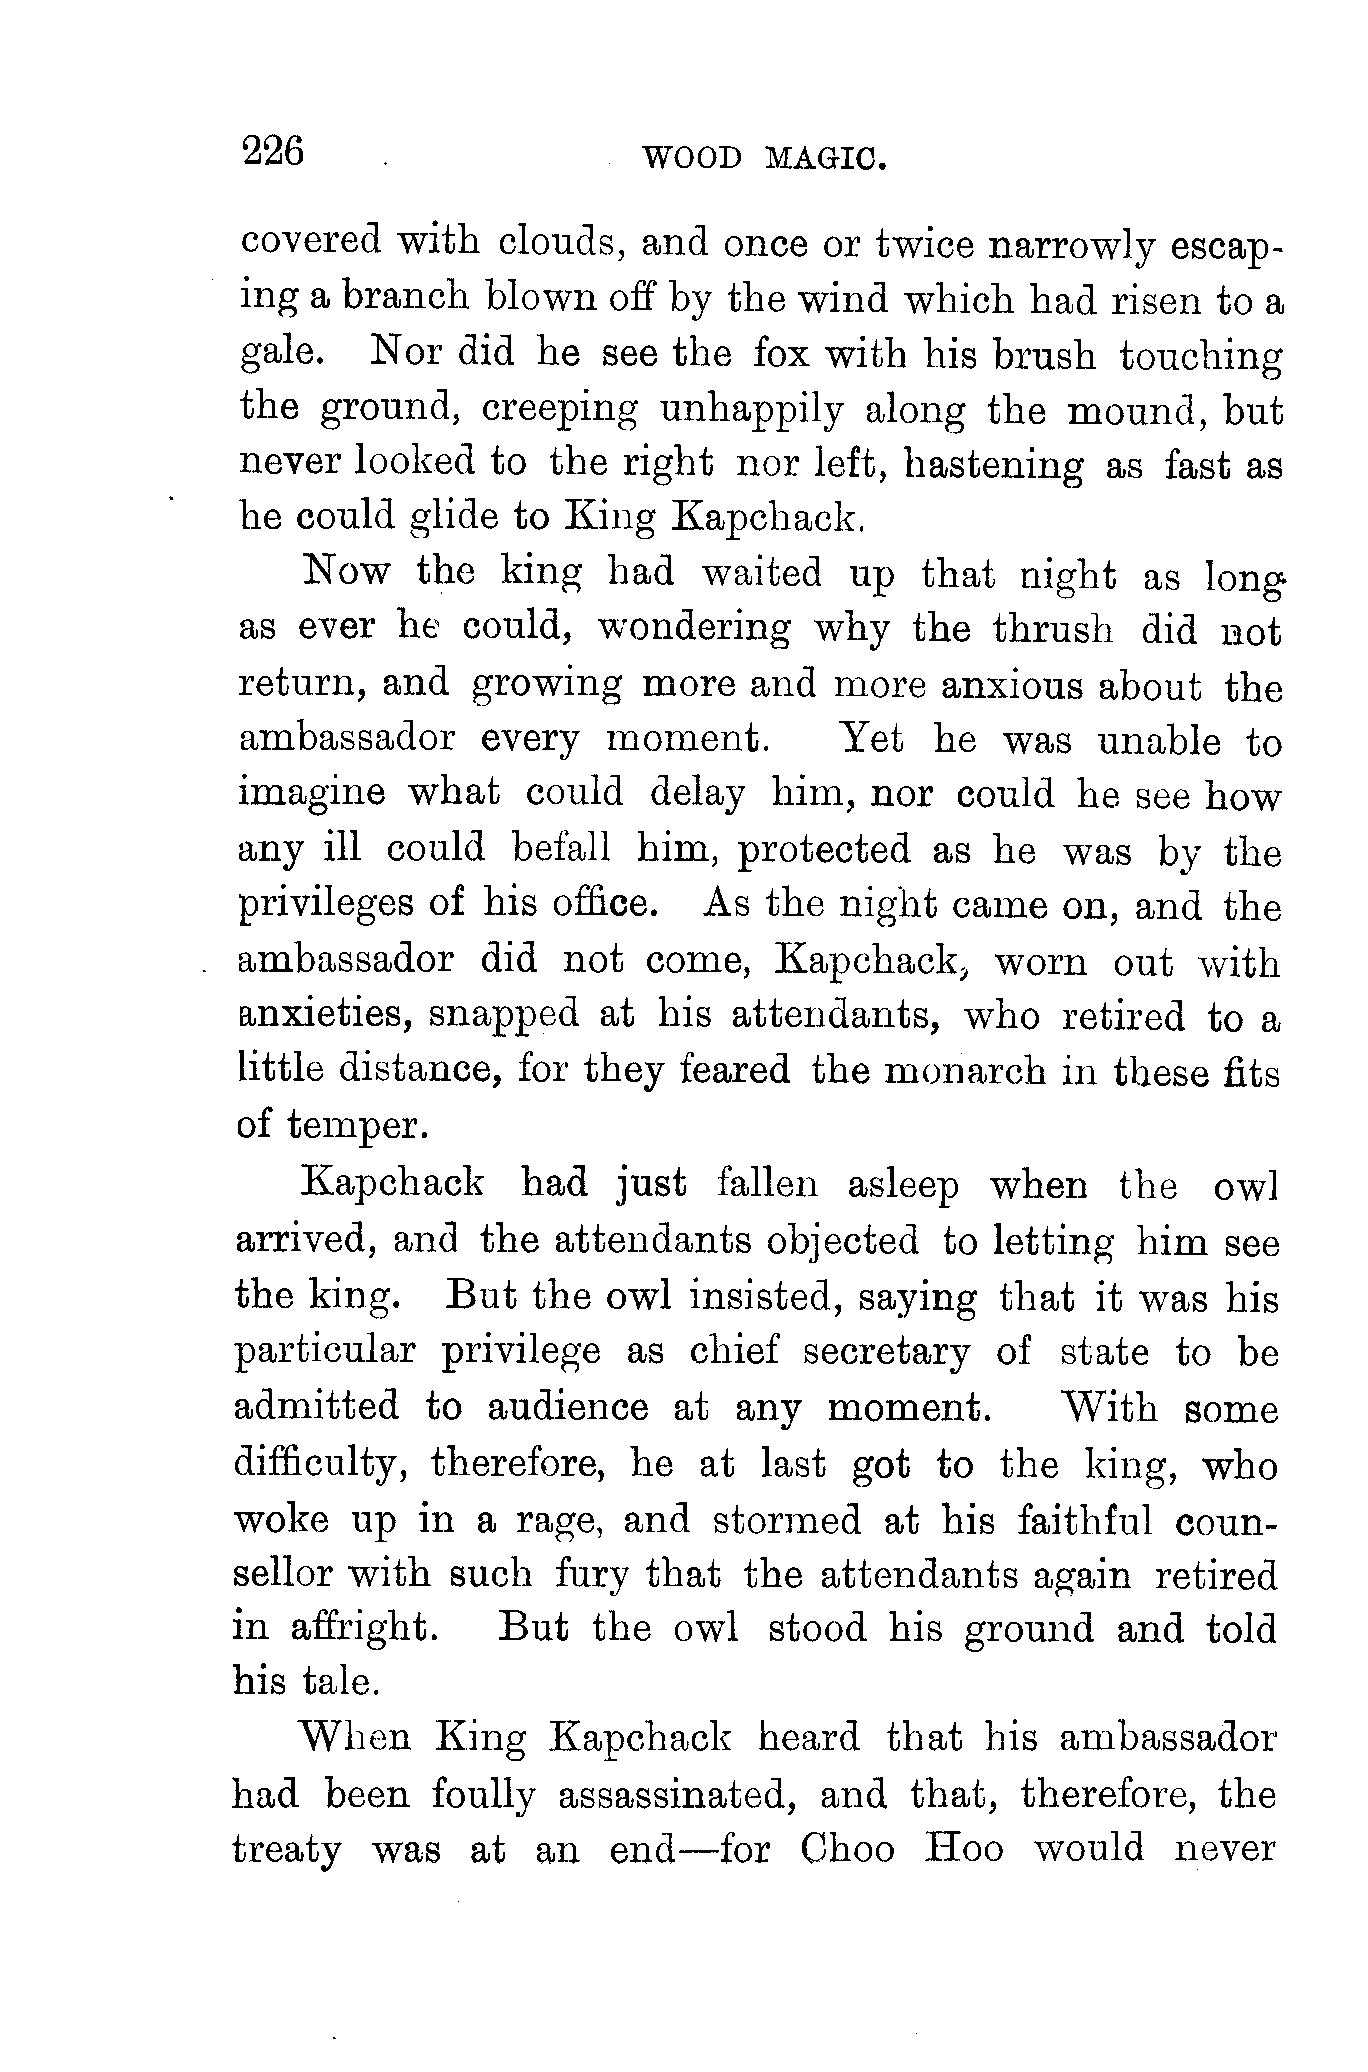 226 WOOD MAGIC.
covered with clouds, and once or twice narrowly escap-
ing a branch blown off by the wind which had risen to a
gale. Nor did he see the fox with his brush touching
the ground, creeping unhappily along the mound, but
never looked to the right nor left, hastening as fast as
he could glide to King Kapchack.
Now the king had waited up that night as long
as ever he could, wondering why the thrush did not
return, and growing more and more anxious about the
ambassador every moment. Yet he was unable to
imagine what could delay him, nor could he see how
any ill could befall him, protected as he was by the
privileges of his office. As the night came on, and the
ambassador did not come, Kapchack, worn out with
anxieties, snapped at his attendants, who retired to a
little distance, for they feared the monarch in these fits
of temper.
Kapchack had just fallen asleep when the owl
arrived, and the attendants objected to letting him see
the king. But the owl insisted, saying that it was his
particular privilege as chief secretary of state to be
admitted to audience at any moment. With some
difficulty, therefore, he at last got to the king, who
woke up in a rage, and stormed at his faithful coun-
sellor with such fury that the attendants again retired
in affright. But the owl stood his ground and told
his tale.
When King Kapchack heard that his ambassador
had been foully assassinated, and that, therefore, the
treaty was at an end—for Choo Hoo would never